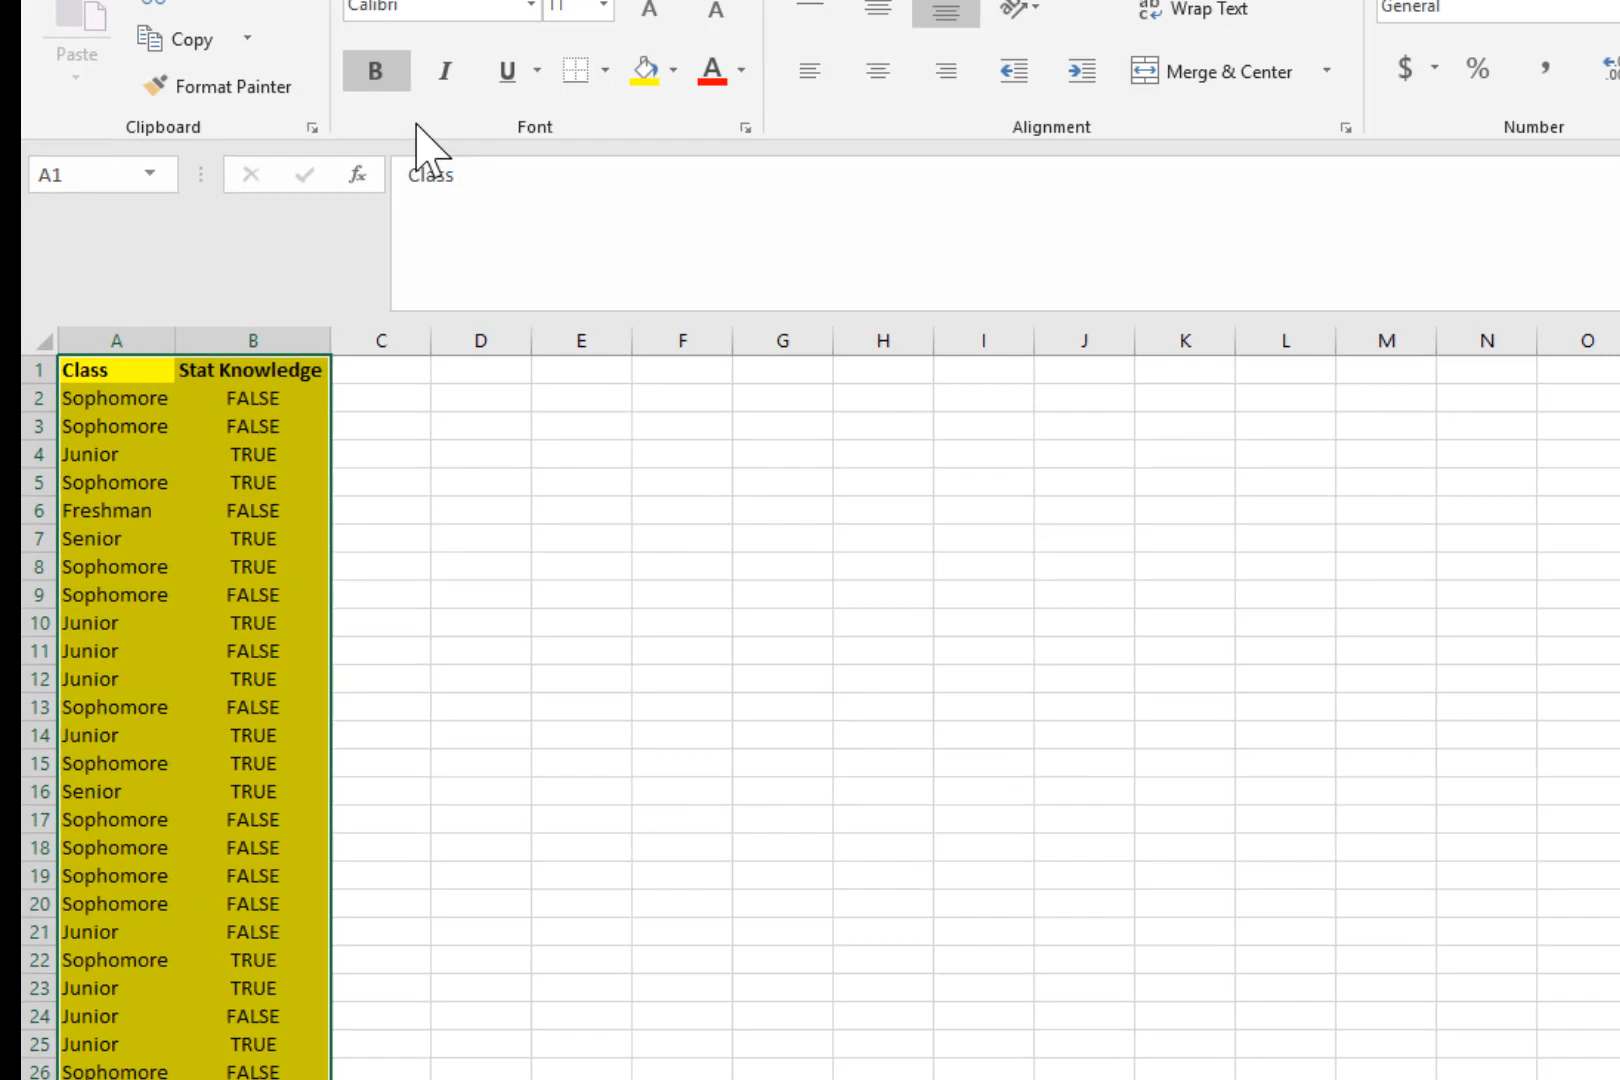 Calibri 11 A A ab Wrap Text General
Copy
Paste
Format Painter
B I U A Merge & Center $ % , .00
Clipboard Font Alignment Number
A1 fx Class
A B C D E F G H I J K L M N O
1 Class Stat Knowledge
2 Sophomore FALSE
3 Sophomore FALSE
4 Junior TRUE
5 Sophomore TRUE
6 Freshman FALSE
7 Senior TRUE
8 Sophomore TRUE
9 Sophomore FALSE
10 Junior TRUE
11 Junior FALSE
12 Junior TRUE
13 Sophomore FALSE
14 Junior TRUE
15 Sophomore TRUE
16 Senior TRUE
17 Sophomore FALSE
18 Sophomore FALSE
19 Sophomore FALSE
20 Sophomore FALSE
21 Junior FALSE
22 Sophomore TRUE
23 Junior TRUE
24 Junior FALSE
25 Junior TRUE
26 Sophomore FALSE